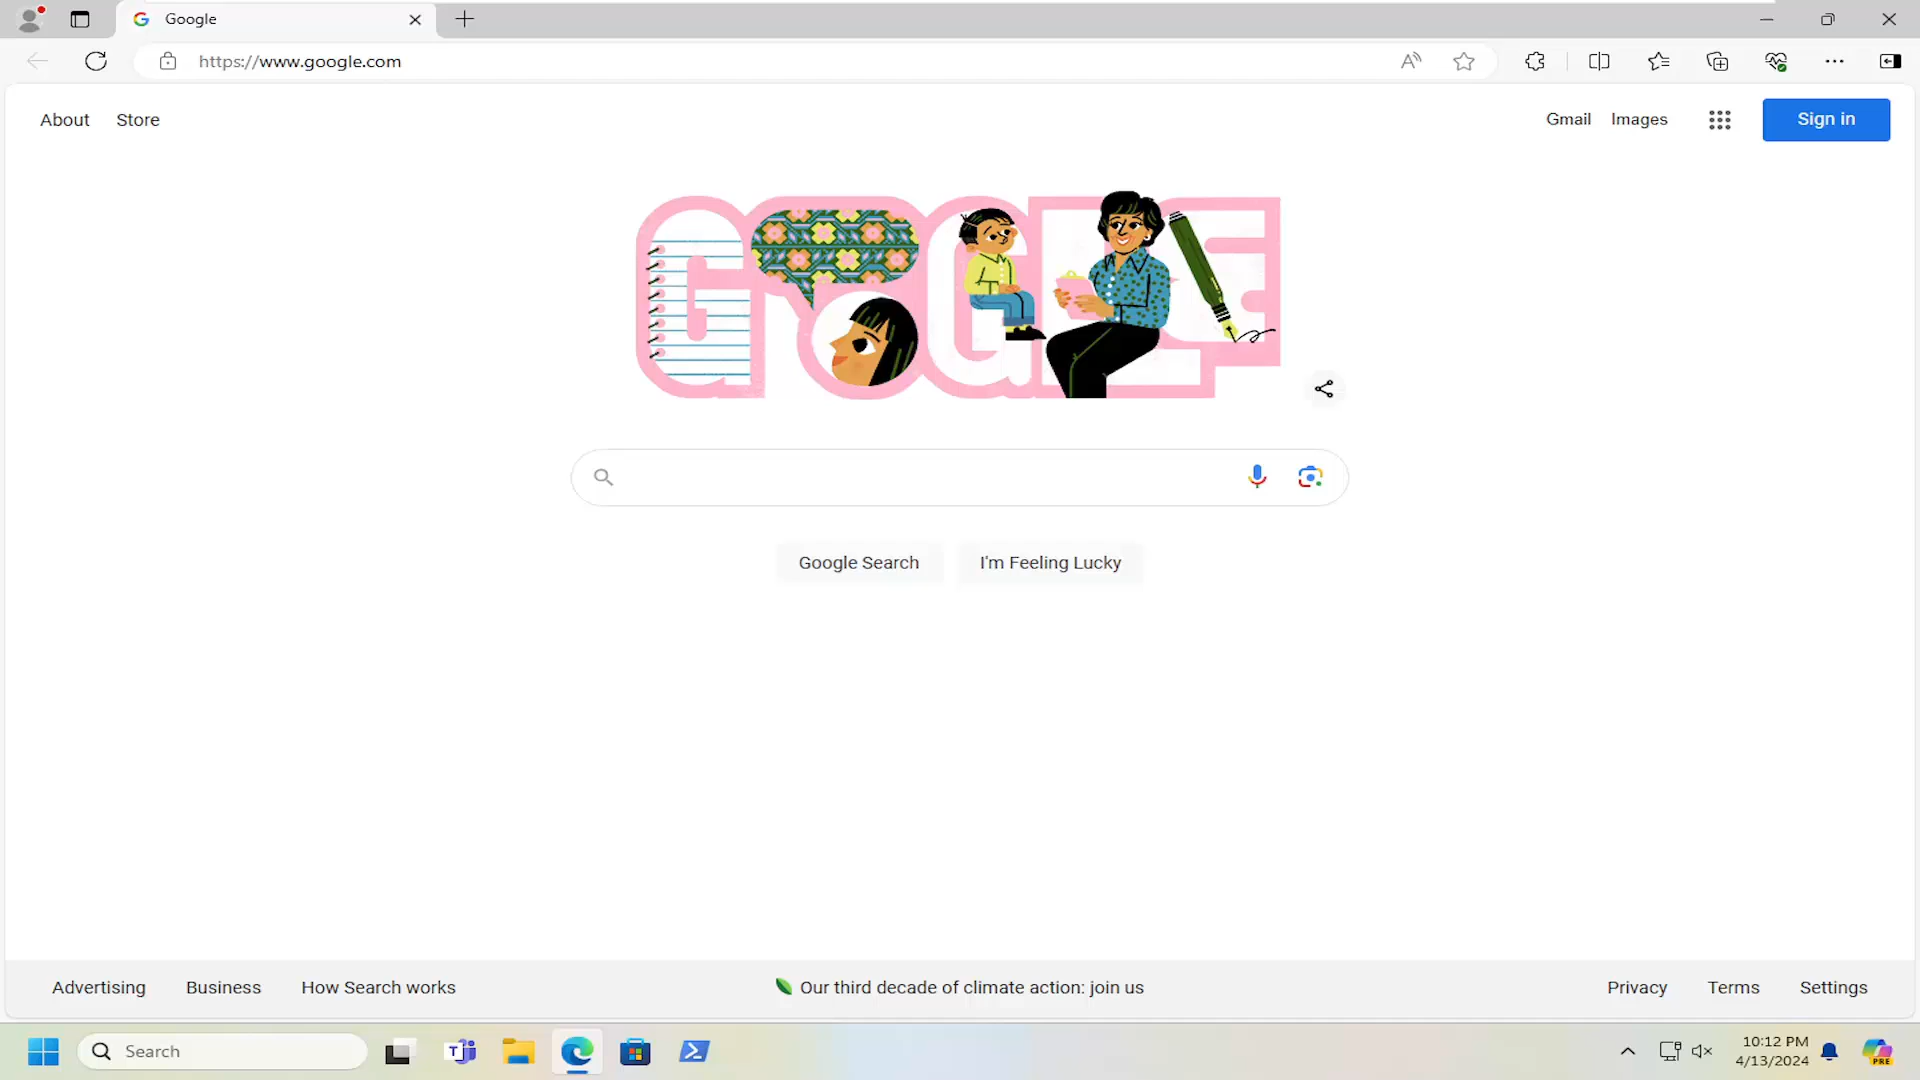 Google
https://www.google.com
About Store
Gmail Images Sign in
Google Search I'm Feeling Lucky
Advertising Business How Search works
Our third decade of climate action: join us
Privacy Terms Settings
Search
10:12 PM
4/13/2024
PRE